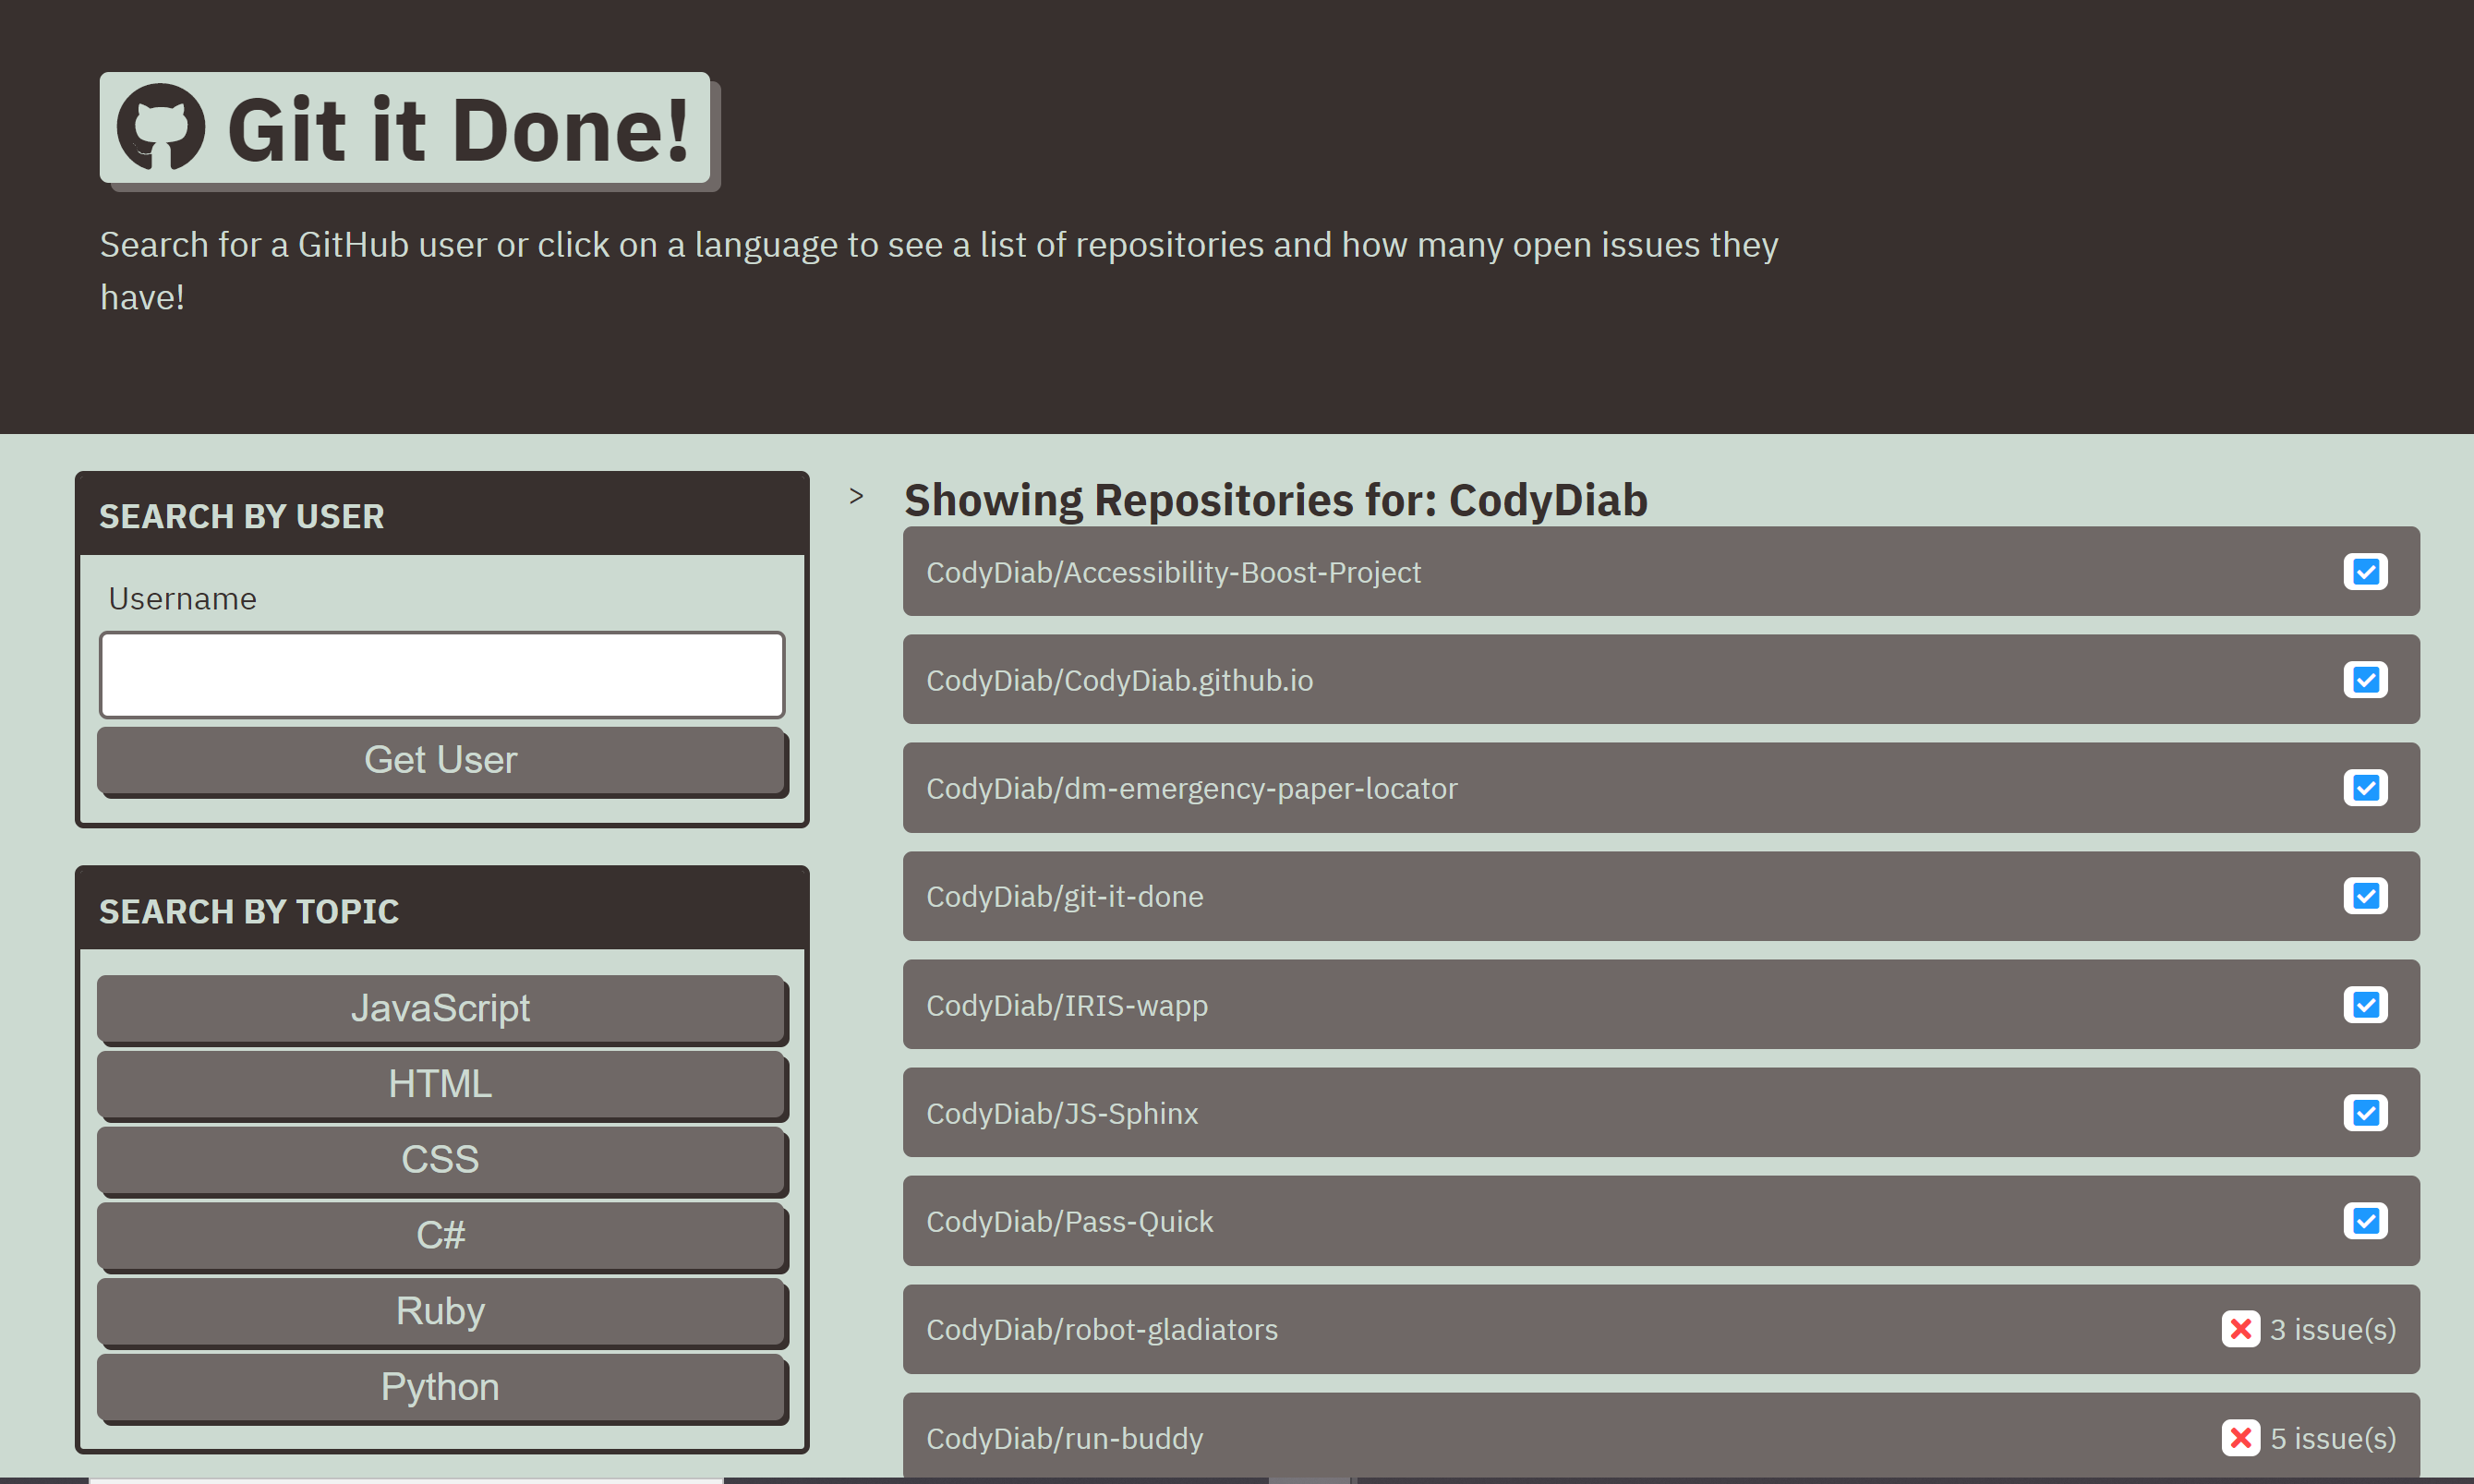 Git it Done!
Search for a GitHub user or click on a language to see a list of repositories and how many open issues they
have!
SEARCH BY USER
Username
Get User
SEARCH BY TOPIC
JavaScript
HTML
CSS
C#
Ruby
Python
>
Showing Repositories for: CodyDiab
CodyDiab/Accessibility-Boost-Project
CodyDiab/CodyDiab.github.io
CodyDiab/dm-emergency-paper-locator
CodyDiab/git-it-done
CodyDiab/IRIS-wapp
CodyDiab/JS-Sphinx
CodyDiab/Pass-Quick
CodyDiab/robot-gladiators 3 issue(s)
CodyDiab/run-buddy 5 issue(s)